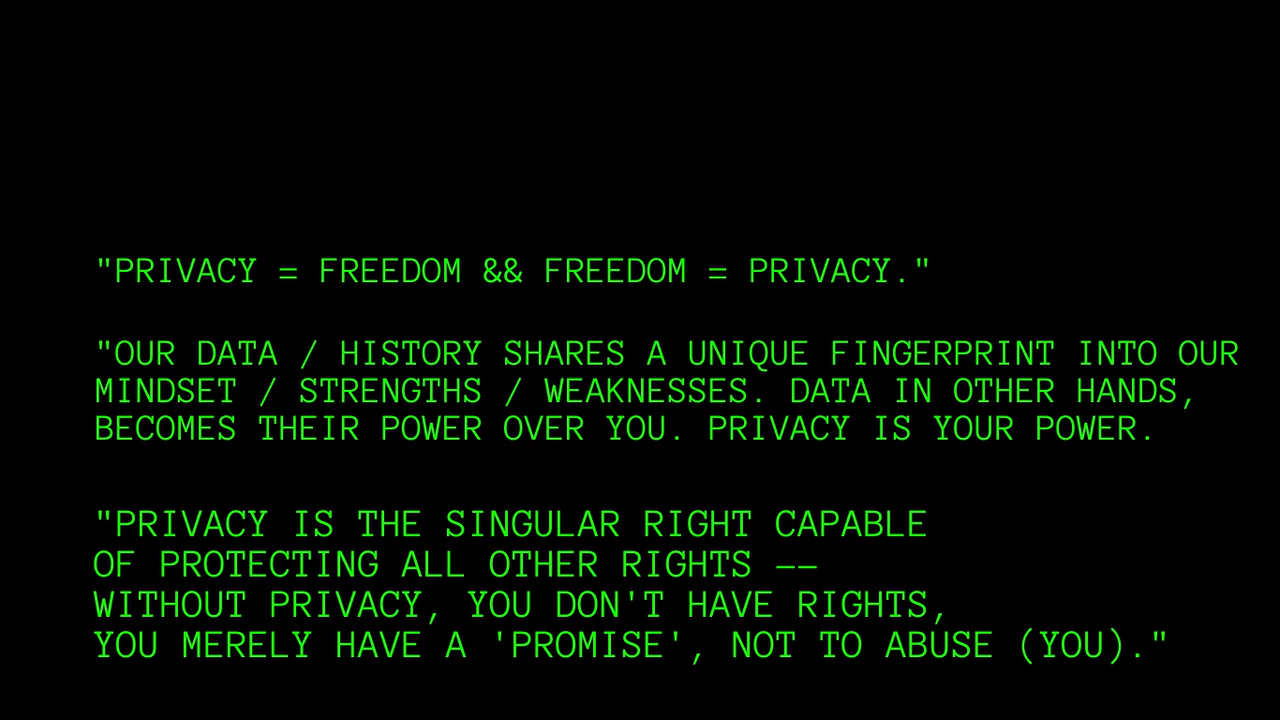 "PRIVACY = FREEDOM && FREEDOM = PRIVACY."
"OUR DATA / HISTORY SHARES A UNIQUE FINGERPRINT INTO OUR
MINDSET / STRENGTHS / WEAKNESSES. DATA IN OTHER HANDS,
BECOMES THEIR POWER OVER YOU. PRIVACY IS YOUR POWER.
"PRIVACY IS THE SINGULAR RIGHT CAPABLE
OF PROTECTING ALL OTHER RIGHTS --
WITHOUT PRIVACY, YOU DON'T HAVE RIGHTS,
YOU MERELY HAVE A 'PROMISE', NOT TO ABUSE (YOU)."